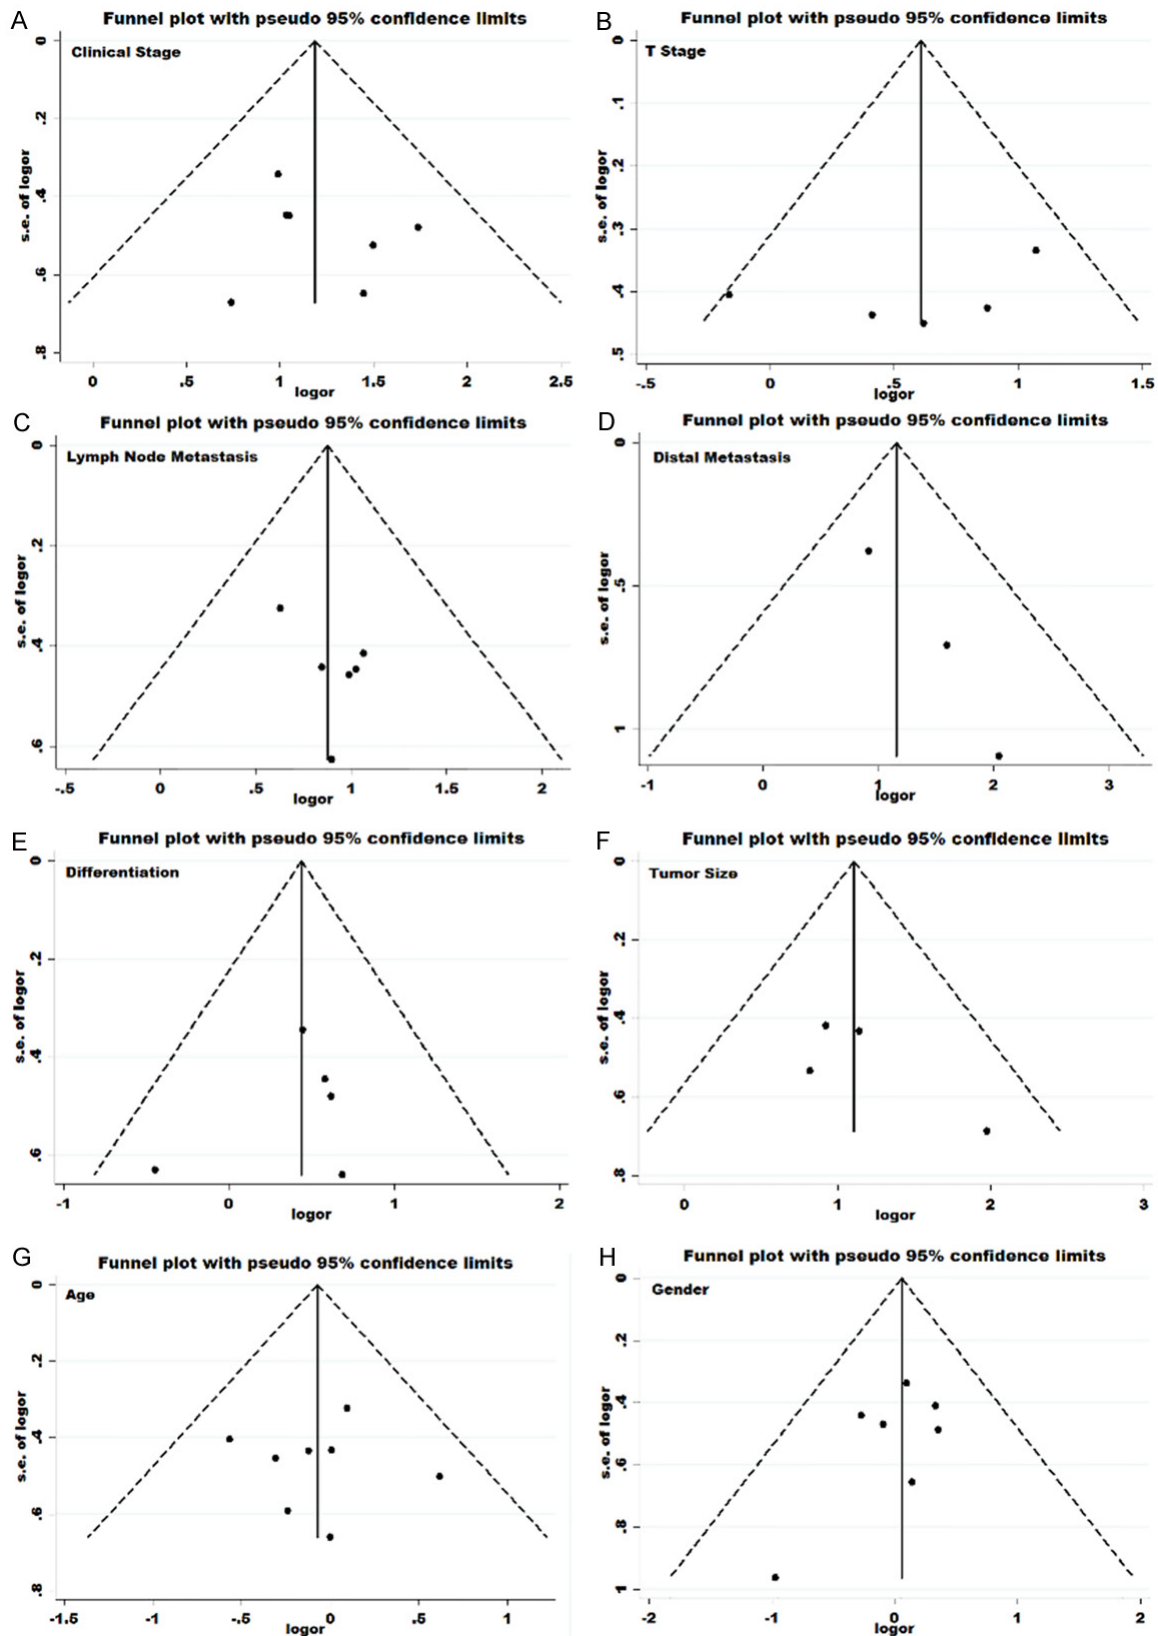 A
Funnel plot with pseudo 95% confidence limits
Clinical Stage
s.e. of logor
0
.2
.4
.6
.8
0 .5 1 1.5 2 2.5
logor
B
Funnel plot with pseudo 95% confidence limits
T Stage
s.e. of logor
0
.1
.2
.3
.4
.5
-.5 0 .5 1 1.5
logor
C
Funnel plot with pseudo 95% confidence limits
Lymph Node Metastasis
s.e. of logor
0
.2
.4
.6
-.5 0 .5 1 1.5 2
logor
D
Funnel plot with pseudo 95% confidence limits
Distal Metastasis
s.e. of logor
0
.5
1
-1 0 1 2 3
logor
E
Funnel plot with pseudo 95% confidence limits
Differentiation
s.e. of logor
0
.2
.4
.6
-1 0 1 2
logor
F
Funnel plot with pseudo 95% confidence limits
Tumor Size
s.e. of logor
0
.2
.4
.6
.8
0 1 2 3
logor
G
Funnel plot with pseudo 95% confidence limits
Age
s.e. of logor
0
.2
.4
.6
.8
-1.5 -1 -.5 0 .5 1
logor
H
Funnel plot with pseudo 95% confidence limits
Gender
s.e. of logor
0
.2
.4
.6
.8
1
-2 -1 0 1 2
logor